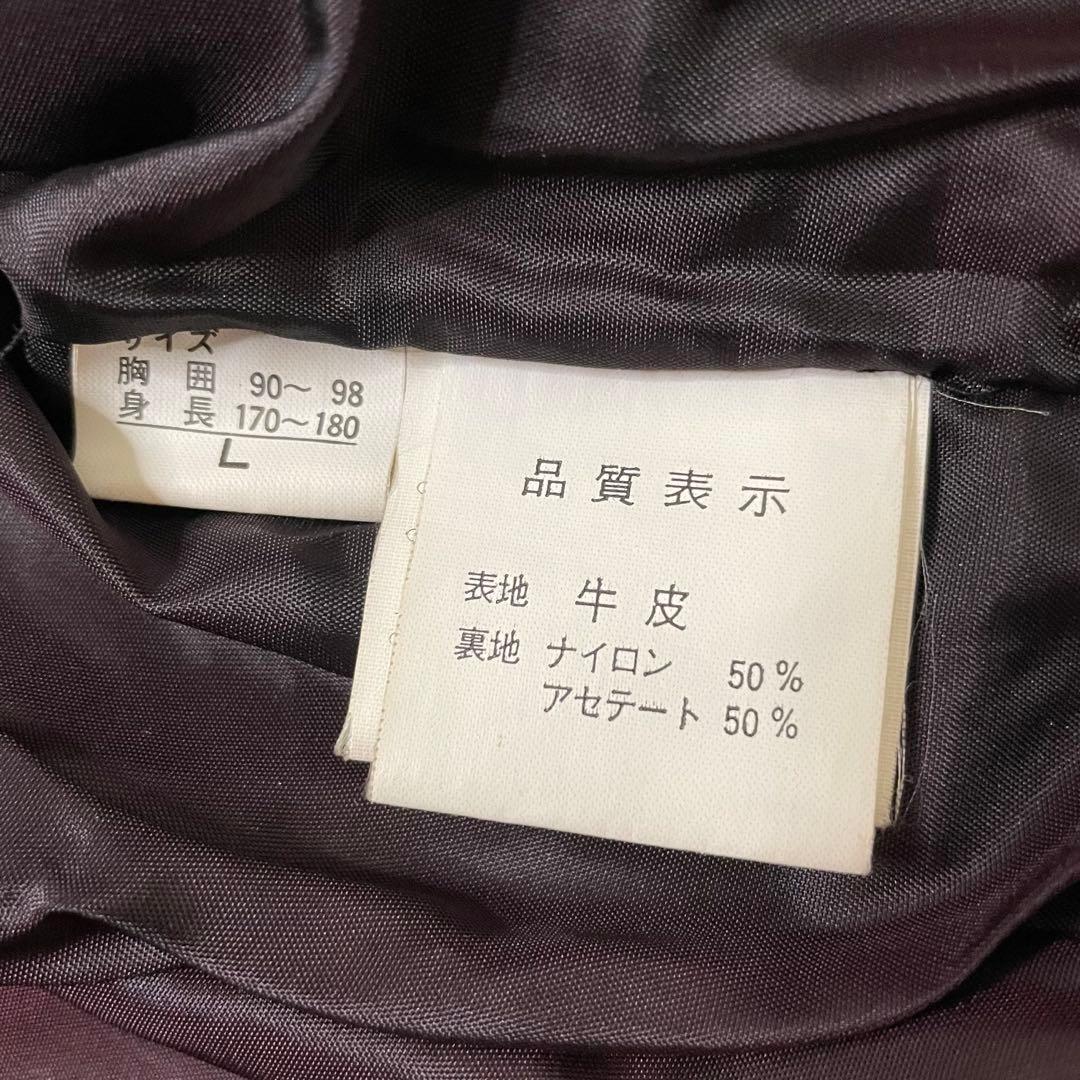 サイズ
胸囲 90〜98
身長 170〜180
L
品質表示
表地 牛皮
裏地 ナイロン 50%
アセテート 50%